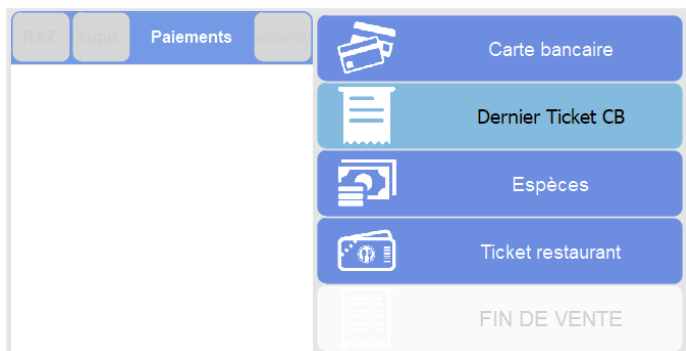 RAZ
Supp.
Paiements
Carte bancaire
Dernier Ticket CB
Espèces
Ticket restaurant
FIN DE VENTE